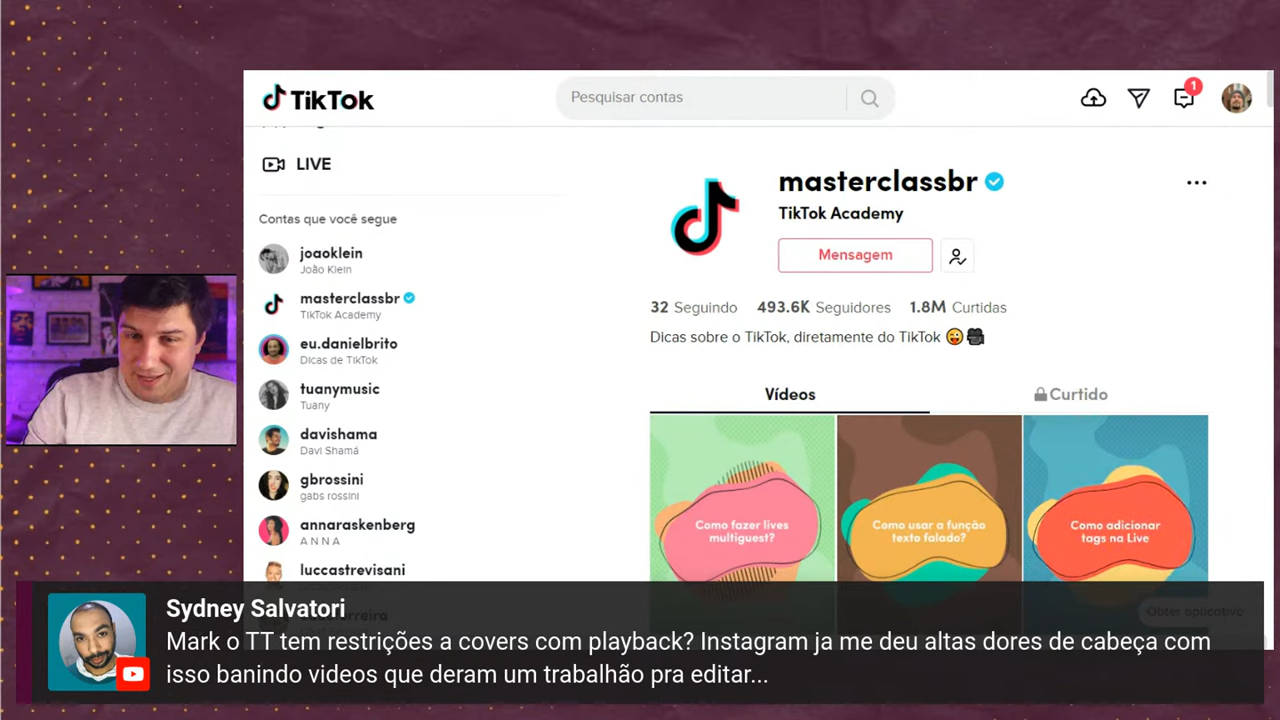 TikTok
Pesquisar contas
1
LIVE
Contas que você segue
joaoklein
João Klein
masterclassbr
TikTok Academy
eu.danielbrito
Dicas de TikTok
tuanymusic
Tuany
davishama
Davi Shamá
gbrossini
gabs rossini
annaraskenberg
A N N A
luccastrevisani
masterclassbr
TikTok Academy
Mensagem
32 Seguindo 493.6K Seguidores 1.8M Curtidas
Dicas sobre o TikTok, diretamente do TikTok 😜 🎥
Vídeos Curtido
Como fazer lives
multiguest?
Como usar a função
texto falado?
Como adicionar
tags na Live
Obter aplicativo
Sydney Salvatori
Mark o TT tem restrições a covers com playback? Instagram ja me deu altas dores de cabeça com
isso banindo videos que deram um trabalhão pra editar...